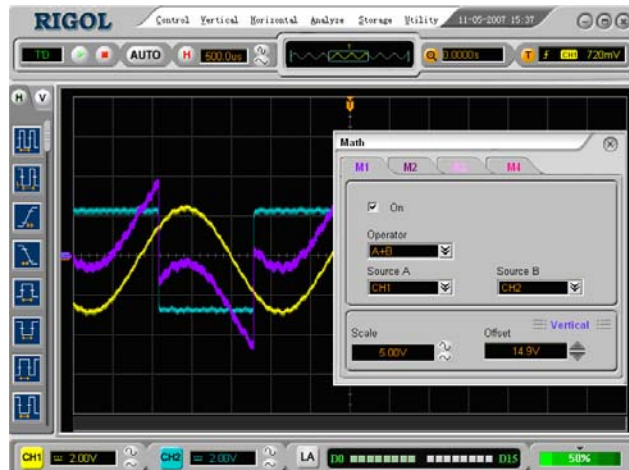 RIGOL
Control Vertical Horizontal Analyze Storage Utility 11-05-2007 15:37
T'D AUTO H 500.0us 0.0000s T CH1 720mV
H V
Math
M1 M2 M4
On
Operator
A+B
Source A Source B
CH1 CH2
Vertical
Scale Offset
5.00V 14.9V
CH1 2.00V CH2 2.00V LA D0 D15 50%